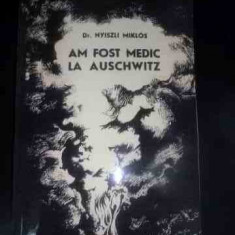 Dr. NYISZLI MIKLÓS
AM FOST MEDIC
LA AUSCHWITZ